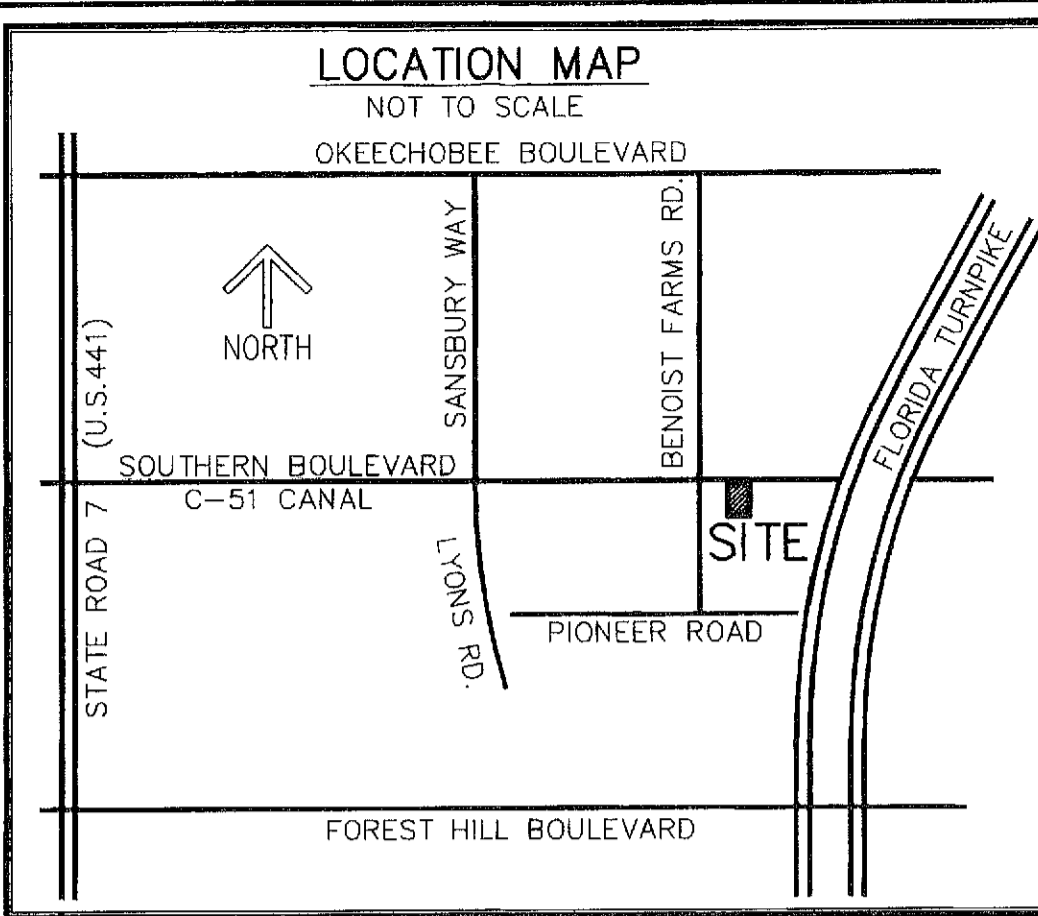 LOCATION MAP
NOT TO SCALE
OKEECHOBEE BOULEVARD
NORTH
SANSBURY WAY
BENOIST FARMS RD.
FLORIDA TURNPIKE
(U.S.441)
STATE ROAD 7
SOUTHERN BOULEVARD
C-51 CANAL
LYONS RD.
SITE
PIONEER ROAD
FOREST HILL BOULEVARD